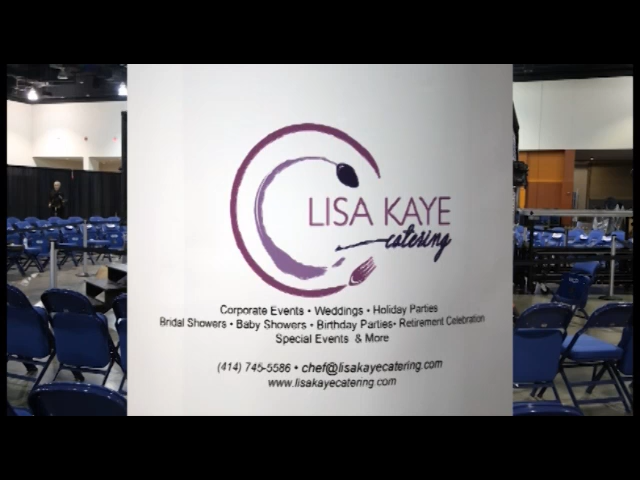 LISA KAYE
catering
Corporate Events • Weddings • Holiday Parties
Bridal Showers • Baby Showers • Birthday Parties• Retirement Celebration
Special Events & More
(414) 745-5586 • chef@lisakayecatering.com
www.lisakayecatering.com